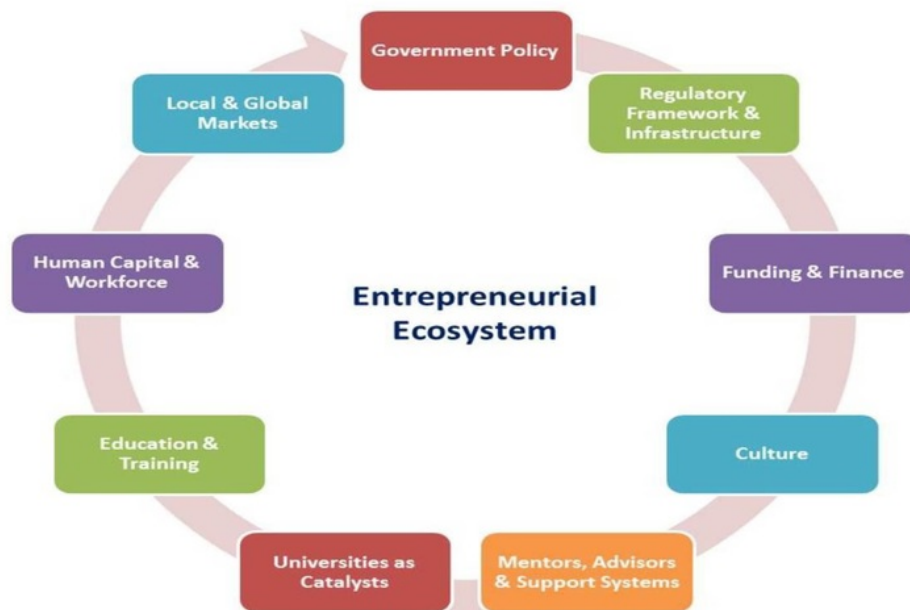 Government Policy
Regulatory
Framework &
Infrastructure
Funding & Finance
Culture
Mentors, Advisors
& Support Systems
Universities as
Catalysts
Education &
Training
Human Capital &
Workforce
Local & Global
Markets
Entrepreneurial
Ecosystem